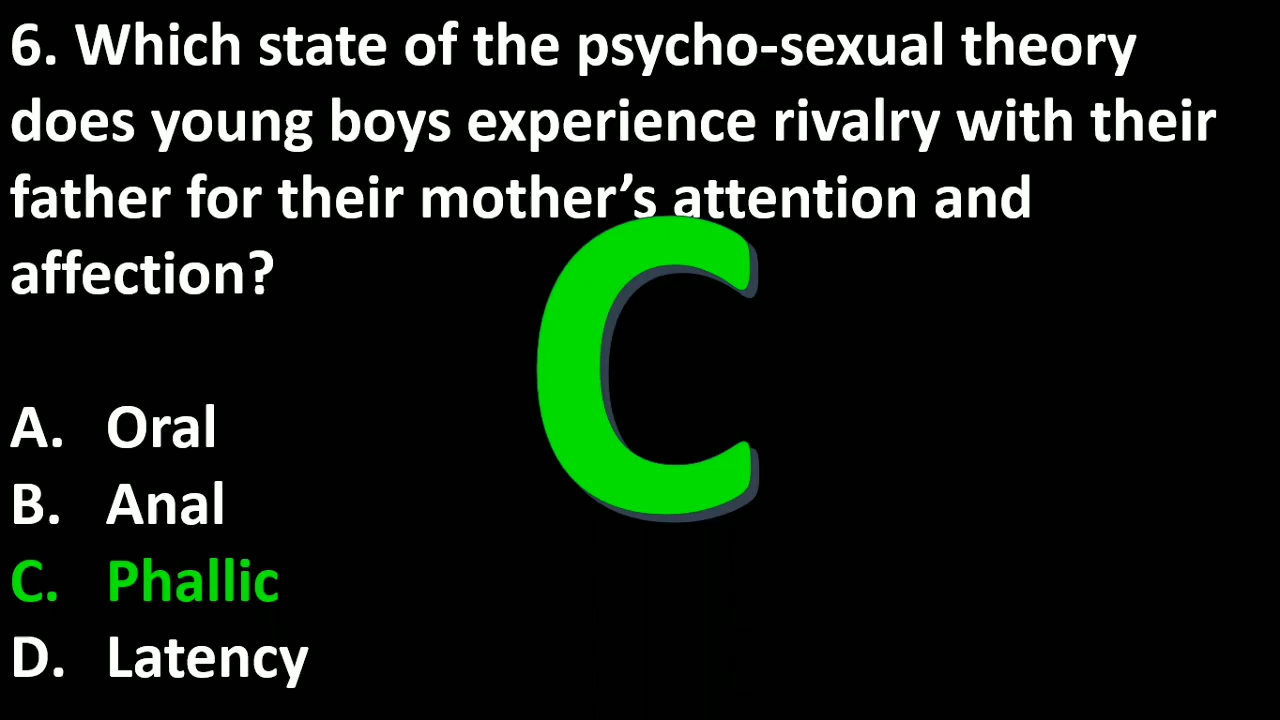 6. Which state of the psycho-sexual theory
does young boys experience rivalry with their
father for their mother’s attention and
affection?
C
A. Oral
B. Anal
C. Phallic
D. Latency